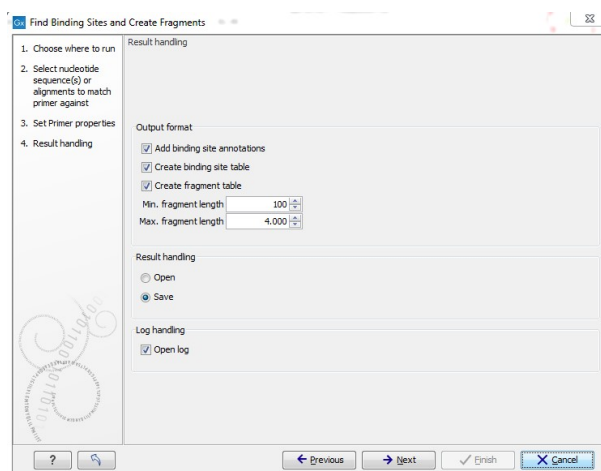 Gx Find Binding Sites and Create Fragments
1. Choose where to run
2. Select nucleotide
sequence(s) or
alignments to match
primer against
3. Set Primer properties
4. Result handling
Result handling
Output format
Add binding site annotations
Create binding site table
Create fragment table
Min. fragment length 100
Max. fragment length 4.000
Result handling
Open
Save
Log handling
Open log
? Previous Next Finish Cancel